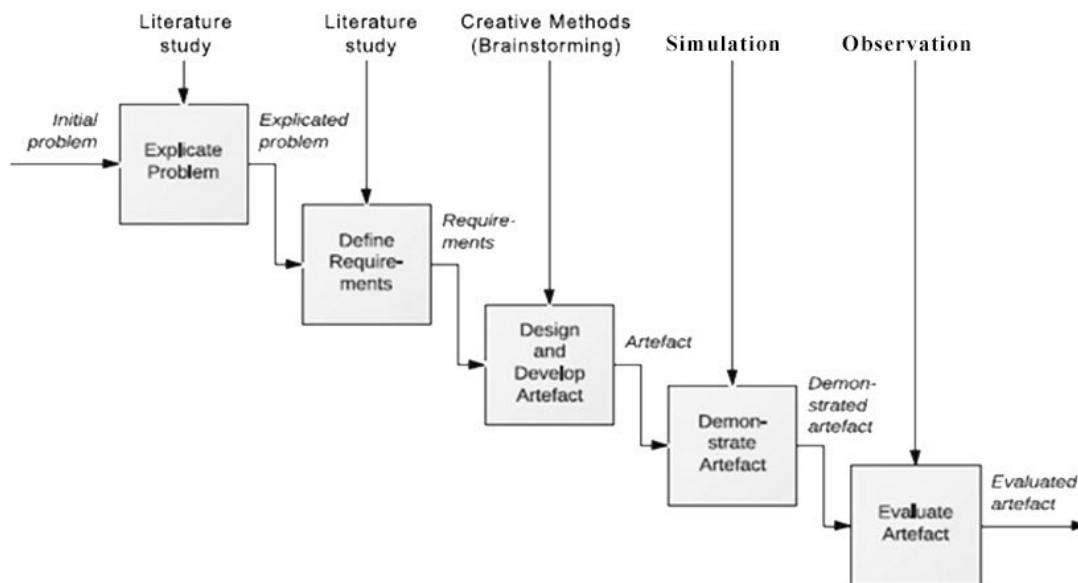 Literature
study
Literature
study
Creative Methods
(Brainstorming)
Simulation
Observation
Initial
problem
Explicate
Problem
Explicated
problem
Define
Require-
ments
Require-
ments
Design
and
Develop
Artefact
Artefact
Demon-
strate
Artefact
Demon-
strated
artefact
Evaluate
Artefact
Evaluated
artefact